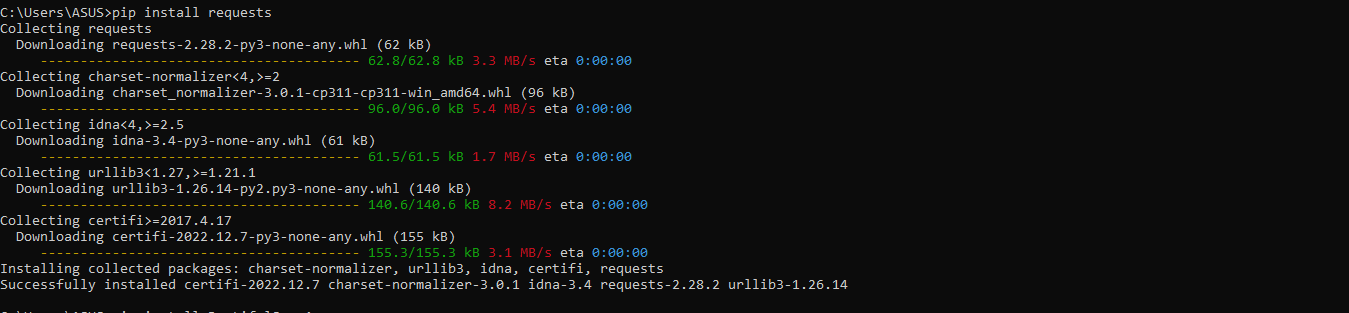 C:\Users\ASUS>pip install requests
Collecting requests
  Downloading requests-2.28.2-py3-none-any.whl (62 kB)
     ---------------------------------------- 62.8/62.8 kB 3.3 MB/s eta 0:00:00
Collecting charset-normalizer<4,>=2
  Downloading charset_normalizer-3.0.1-cp311-cp311-win_amd64.whl (96 kB)
     ---------------------------------------- 96.0/96.0 kB 5.4 MB/s eta 0:00:00
Collecting idna<4,>=2.5
  Downloading idna-3.4-py3-none-any.whl (61 kB)
     ---------------------------------------- 61.5/61.5 kB 1.7 MB/s eta 0:00:00
Collecting urllib3<1.27,>=1.21.1
  Downloading urllib3-1.26.14-py2.py3-none-any.whl (140 kB)
     ---------------------------------------- 140.6/140.6 kB 8.2 MB/s eta 0:00:00
Collecting certifi>=2017.4.17
  Downloading certifi-2022.12.7-py3-none-any.whl (155 kB)
     ---------------------------------------- 155.3/155.3 kB 3.1 MB/s eta 0:00:00
Installing collected packages: charset-normalizer, urllib3, idna, certifi, requests
Successfully installed certifi-2022.12.7 charset-normalizer-3.0.1 idna-3.4 requests-2.28.2 urllib3-1.26.14